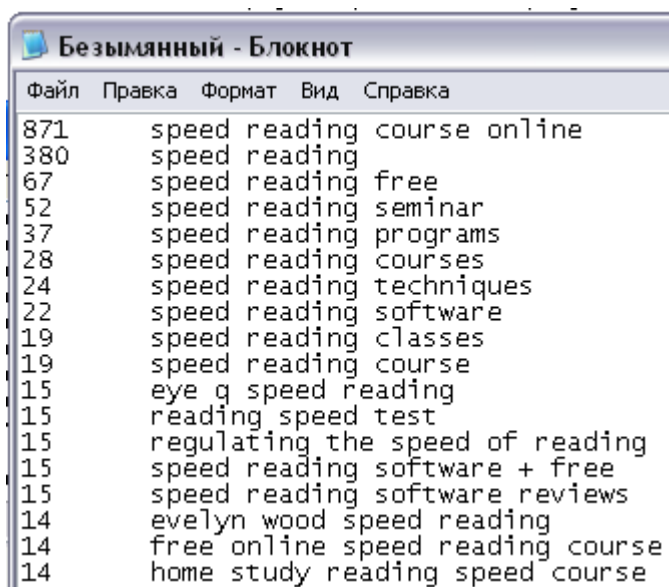 Безымянный - Блокнот
Файл Правка Формат Вид Справка
871 speed reading course online
380 speed reading
67 speed reading free
52 speed reading seminar
37 speed reading programs
28 speed reading courses
24 speed reading techniques
22 speed reading software
19 speed reading classes
19 speed reading course
15 eye q speed reading
15 reading speed test
15 regulating the speed of reading
15 speed reading software + free
15 speed reading software reviews
14 evelyn wood speed reading
14 free online speed reading course
14 home study reading speed course